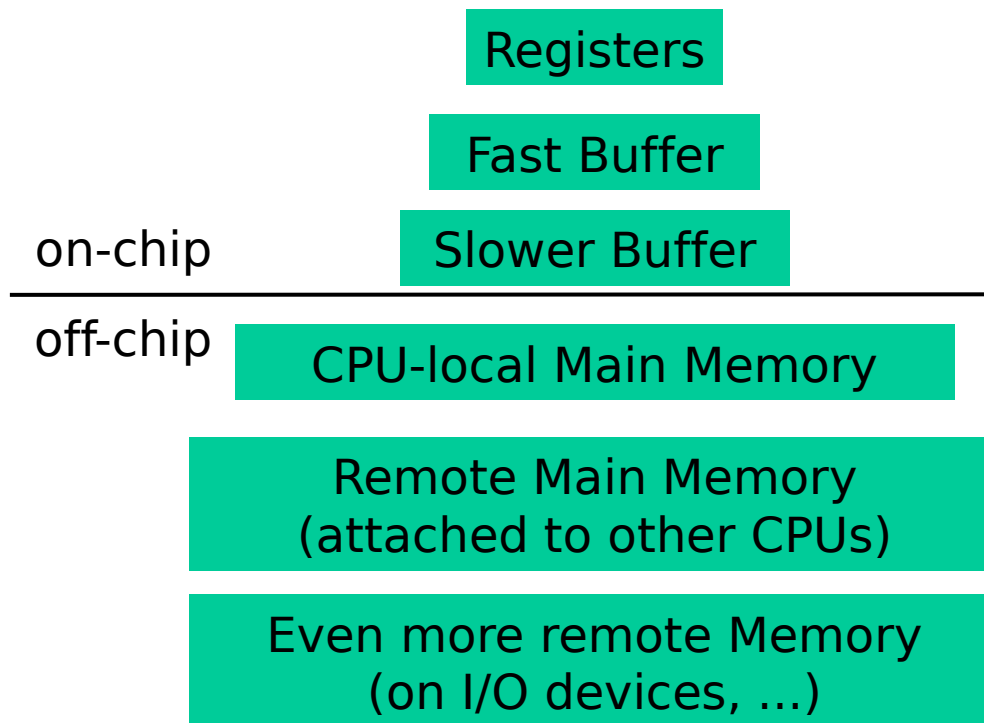 Registers
Fast Buffer
on-chip
Slower Buffer
off-chip
CPU-local Main Memory
Remote Main Memory
(attached to other CPUs)
Even more remote Memory
(on I/O devices, ...)